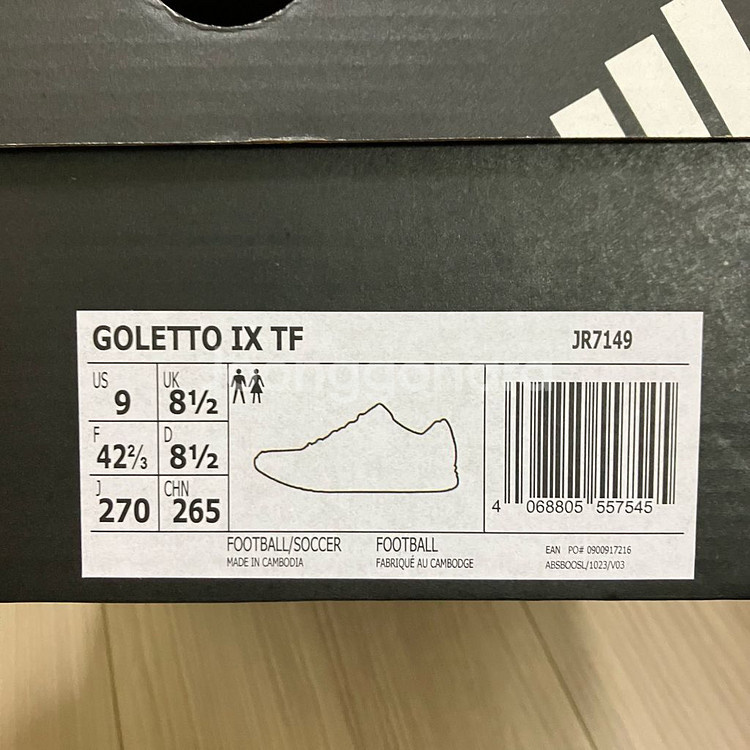 GOLETTO IX TF JR7149
US 9 UK 8½
F 42⅔ D 8½
J 270 CHN 265
4 068805 557545
FOOTBALL/SOCCER FOOTBALL
MADE IN CAMBODIA FABRIQUÉ AU CAMBODGE
EAN PO# 0900917216
ABSBOOSL/1023/V03